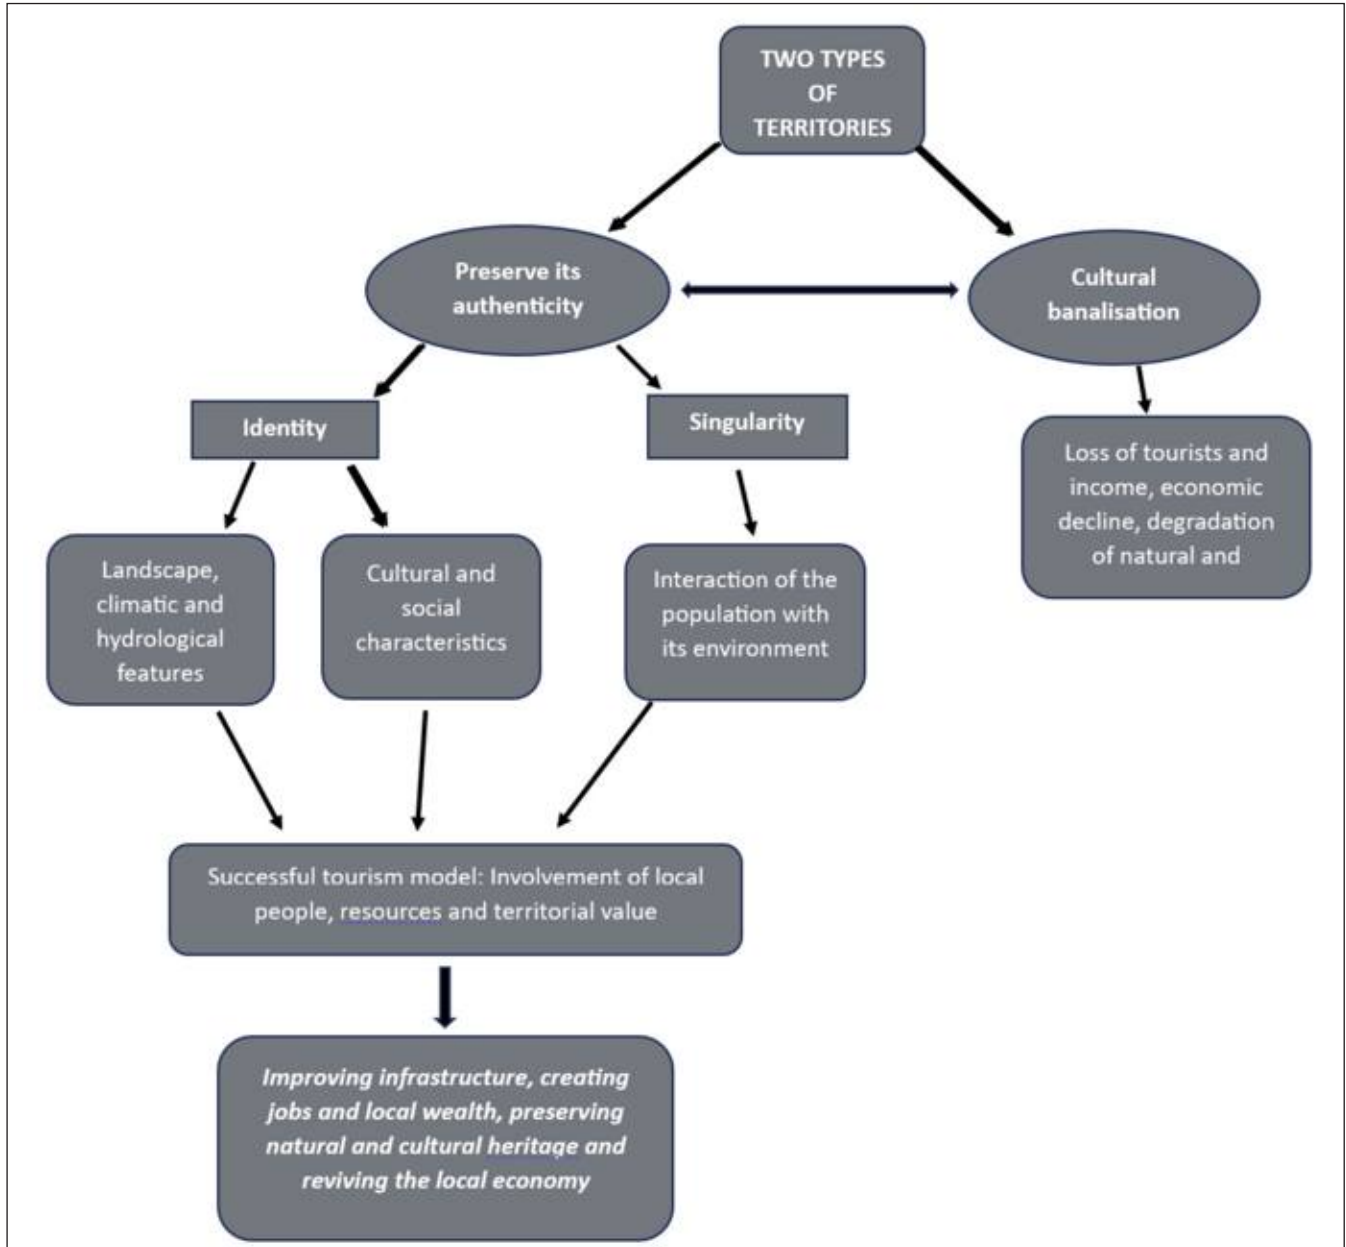 TWO TYPES
OF
TERRITORIES
Preserve its
authenticity
Cultural
banalisation
Identity
Singularity
Loss of tourists and
income, economic
decline, degradation
of natural and
Landscape,
climatic and
hydrological
features
Cultural and
social
characteristics
Interaction of the
population with
its environment
Successful tourism model: Involvement of local
people, resources and territorial value
Improving infrastructure, creating
jobs and local wealth, preserving
natural and cultural heritage and
reviving the local economy